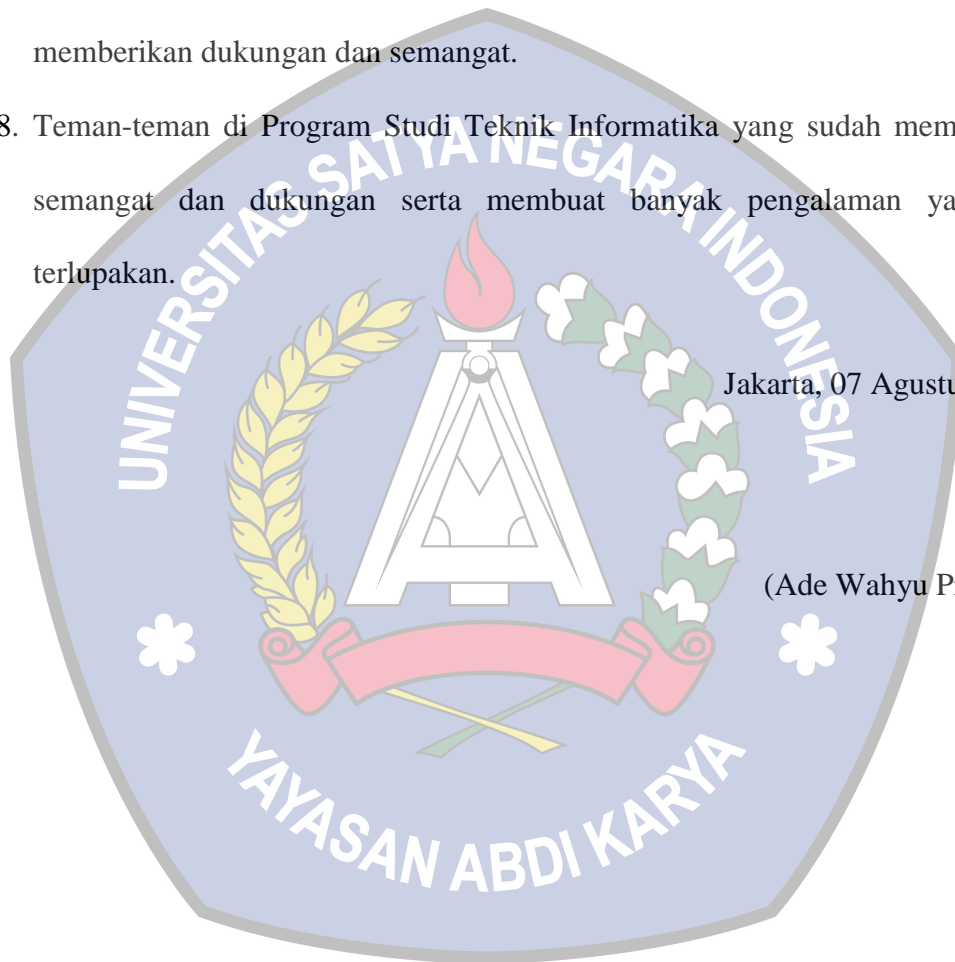 memberikan dukungan dan semangat.
8. Teman-teman di Program Studi Teknik Informatika yang sudah mem
semangat dan dukungan serta membuat banyak pengalaman ya
terlupakan.
Jakarta, 07 Agustu
(Ade Wahyu P
UNIVERSITAS SATYA NEGARA INDONESIA
YAYASAN ABDI KARYA